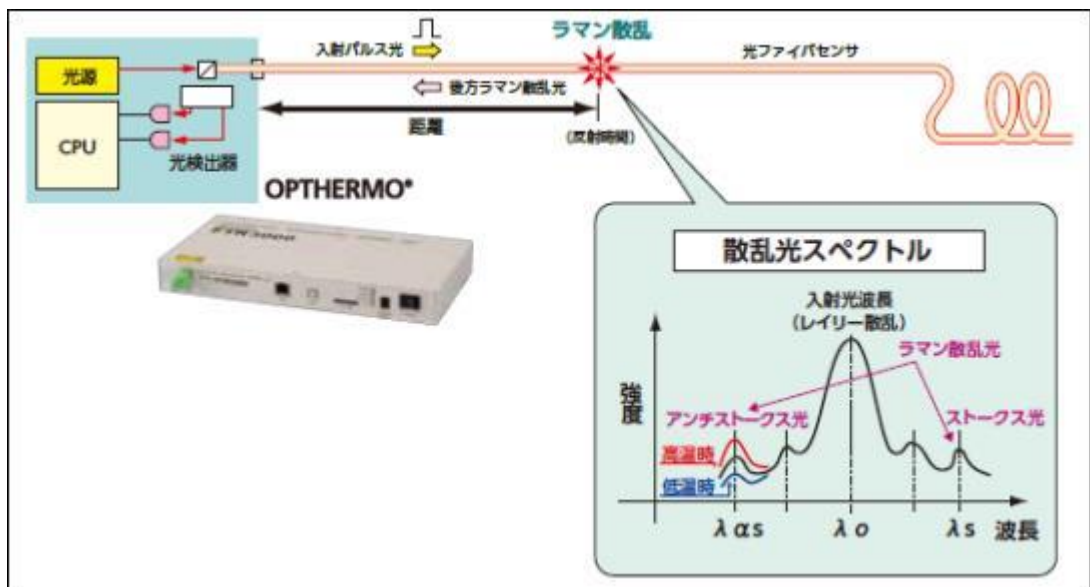 ラマン散乱
入射パルス光
光ファイバセンサ
光源
後方ラマン散乱光
距離
(反射時間)
CPU
光検出器
OPTHERMO®
FTR3000
散乱光スペクトル
入射光波長
(レイリー散乱)
ラマン散乱光
強度
アンチストークス光
ストークス光
高温時
低温時
λαs
λo
λs
波長